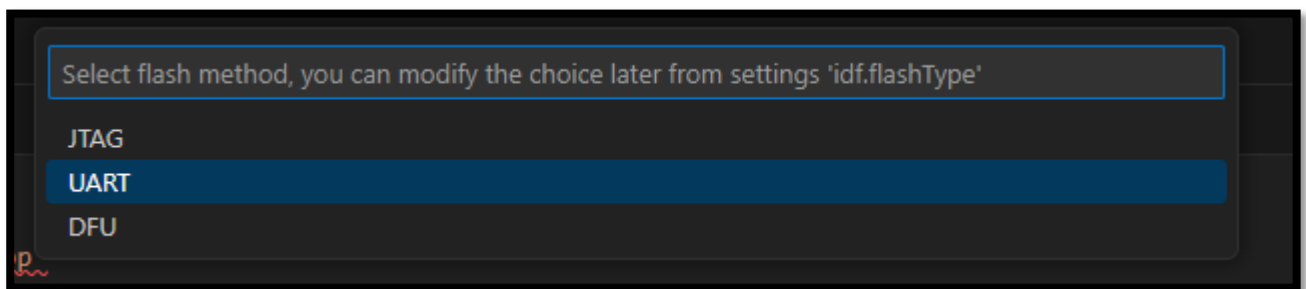 Select flash method, you can modify the choice later from settings 'idf.flashType'
JTAG
UART
DFU
p